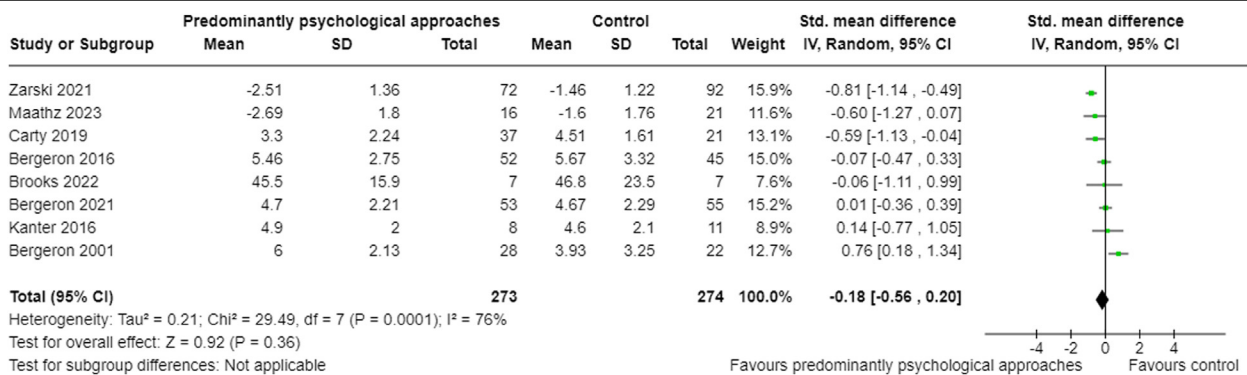 Predominantly psychological approaches Control Std. mean difference Std. mean difference
Study or Subgroup Mean SD Total Mean SD Total Weight IV, Random, 95% CI IV, Random, 95% CI
Zarski 2021 -2.51 1.36 72 -1.46 1.22 92 15.9% -0.81 [-1.14 , -0.49]
Maathz 2023 -2.69 1.8 16 -1.6 1.76 21 11.6% -0.60 [-1.27 , 0.07]
Carty 2019 3.3 2.24 37 4.51 1.61 21 13.1% -0.59 [-1.13 , -0.04]
Bergeron 2016 5.46 2.75 52 5.67 3.32 45 15.0% -0.07 [-0.47 , 0.33]
Brooks 2022 45.5 15.9 7 46.8 23.5 7 7.6% -0.06 [-1.11 , 0.99]
Bergeron 2021 4.7 2.21 53 4.67 2.29 55 15.2% 0.01 [-0.36 , 0.39]
Kanter 2016 4.9 2 8 4.6 2.1 11 8.9% 0.14 [-0.77 , 1.05]
Bergeron 2001 6 2.13 28 3.93 3.25 22 12.7% 0.76 [0.18 , 1.34]
Total (95% CI) 273 274 100.0% -0.18 [-0.56 , 0.20]
Heterogeneity: Tau² = 0.21; Chi² = 29.49, df = 7 (P = 0.0001); I² = 76%
Test for overall effect: Z = 0.92 (P = 0.36) -4 -2 0 2 4
Test for subgroup differences: Not applicable Favours predominantly psychological approaches Favours control